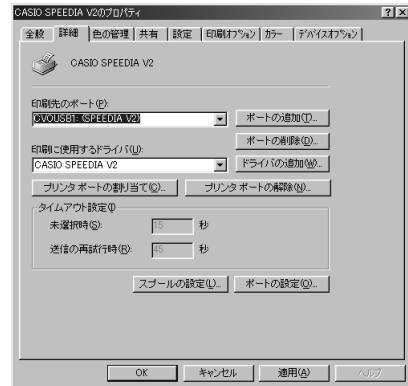 CASIO SPEEDIA V2のプロパティ
全般 詳細 色の管理 共有 設定 印刷オプション カラー デバイスオプション
CASIO SPEEDIA V2
印刷先のポート(P):
CVOUSB1: (SPEEDIA V2)
ポートの追加(T)...
ポートの削除(D)...
印刷に使用するドライバ(U):
CASIO SPEEDIA V2
ドライバの追加(W)...
プリンタ ポートの割り当て(C)...
プリンタ ポートの解除(N)...
タイムアウト設定(I)
未選択時(S): 15 秒
送信の再試行時(R): 45 秒
スプールの設定(L)...
ポートの設定(O)...
OK キャンセル 適用(A) ヘルプ